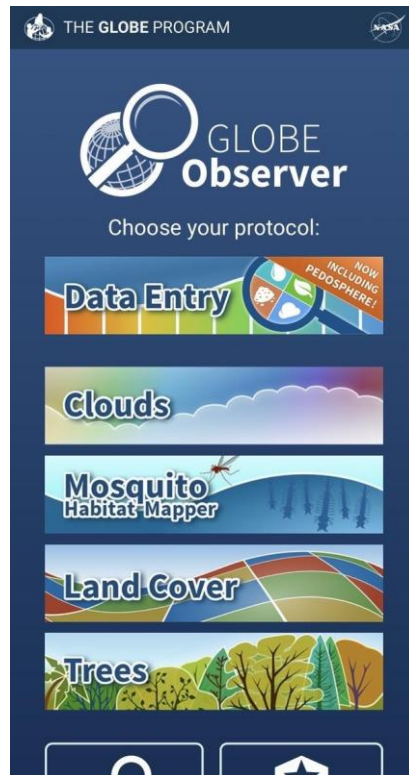 THE GLOBE PROGRAM
NASA
GLOBE
Observer
Choose your protocol:
Data Entry
NOW
INCLUDING
PEDOSPHERE!
Clouds
Mosquito
Habitat Mapper
Land Cover
Trees